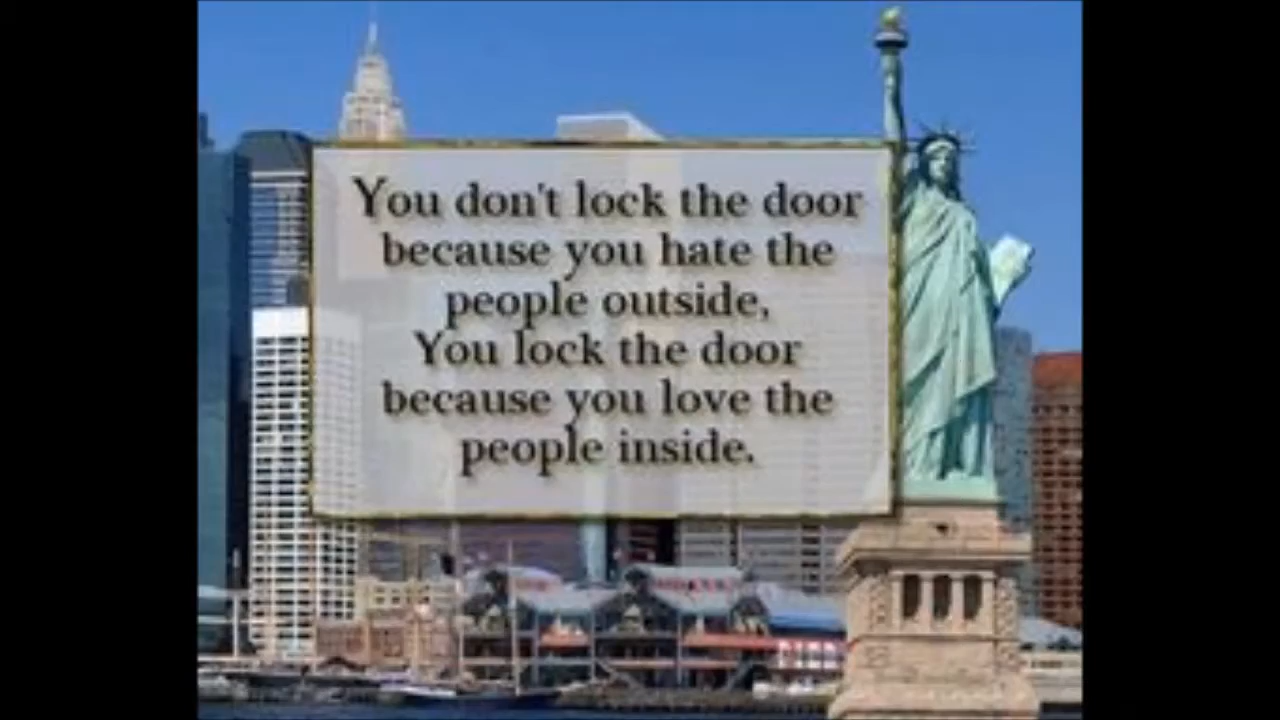 You don't lock the door
because you hate the
people outside,
You lock the door
because you love the
people inside.